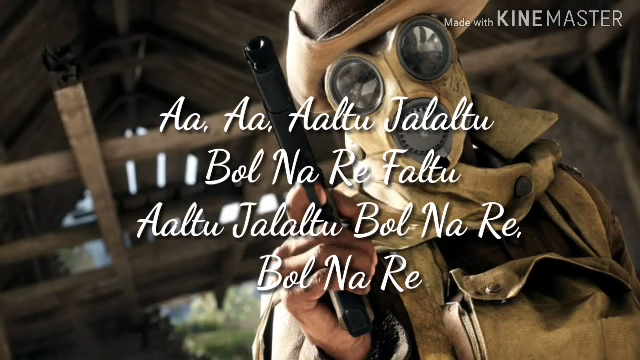 Made with KINEMASTER
Aa, Aa, Aaltu Jalaltu
Bol Na Re Faltu
Aaltu Jalaltu Bol Na Re,
Bol Na Re